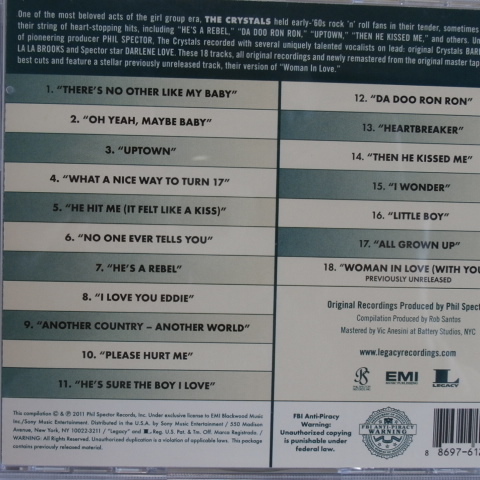 One of the most beloved acts of the girl group era, THE CRYSTALS held early-'60s rock 'n' roll fans in their tender, sometimes
their string of heart-stopping hits, including "HE'S A REBEL," "DA DOO RON RON," "UPTOWN," "THEN HE KISSED ME," and others. Un
of pioneering producer PHIL SPECTOR, The Crystals recorded with several uniquely talented vocalists on lead: original Crystals BAR
LA LA BROOKS and Spector star DARLENE LOVE. These 18 tracks, all original recordings and newly remastered from the original master tap
best cuts and feature a stellar previously unreleased track, their version of "Woman In Love."
1. "THERE'S NO OTHER LIKE MY BABY"
2. "OH YEAH, MAYBE BABY"
3. "UPTOWN"
4. "WHAT A NICE WAY TO TURN 17"
5. "HE HIT ME (IT FELT LIKE A KISS)"
6. "NO ONE EVER TELLS YOU"
7. "HE'S A REBEL"
8. "I LOVE YOU EDDIE"
9. "ANOTHER COUNTRY – ANOTHER WORLD"
10. "PLEASE HURT ME"
11. "HE'S SURE THE BOY I LOVE"
12. "DA DOO RON RON"
13. "HEARTBREAKER"
14. "THEN HE KISSED ME"
15. "I WONDER"
16. "LITTLE BOY"
17. "ALL GROWN UP"
18. "WOMAN IN LOVE (WITH YOU
PREVIOUSLY UNRELEASED
Original Recordings Produced by Phil Spect
Compilation Produced by Rob Santos
Mastered by Vic Anesini at Battery Studios, NYC
www.legacyrecordings.com
EMI
LEGACY
This compilation © & ℗ 2011 Phil Spector Records, Inc. Under exclusive license to EMI Blackwood Music
Inc./Sony Music Entertainment. Distributed in the U.S.A. by Sony Music Entertainment / 550 Madison
Avenue, New York, NY 10022-3211 / "Legacy" and L Reg. U.S. Pat. & Tm. Off. Marca Registrada. /
WARNING: All Rights Reserved. Unauthorized duplication is a violation of applicable laws. This package
contains previously released material.
FBI Anti-Piracy
Warning:
Unauthorized copying
is punishable under
federal law.
FBI ANTI-PIRACY
WARNING
8 8697-612